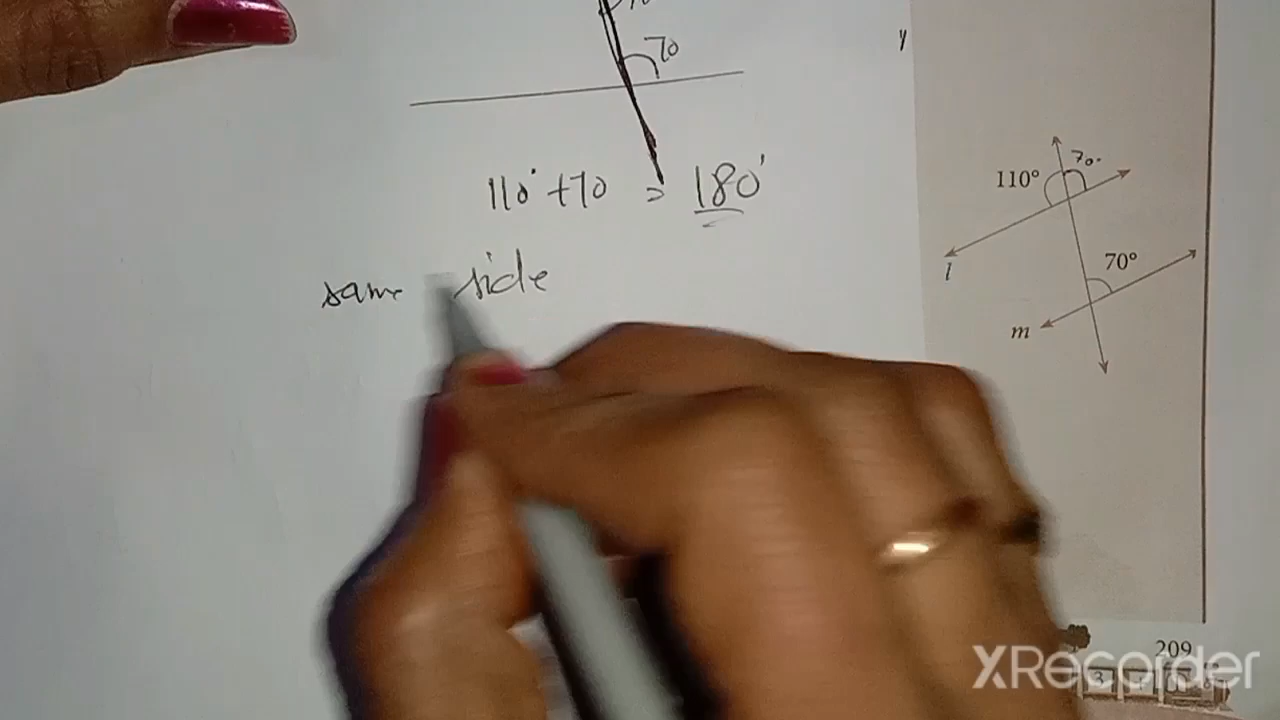 70
110° + 70 = 180°
same side
y
110°
70.
l
70°
m
209
XRecorder